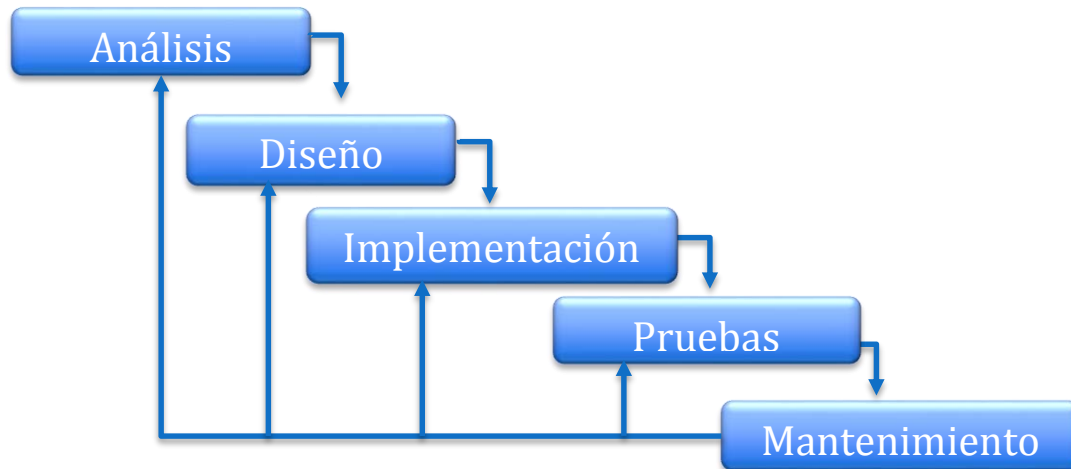 Análisis
Diseño
Implementación
Pruebas
Mantenimiento